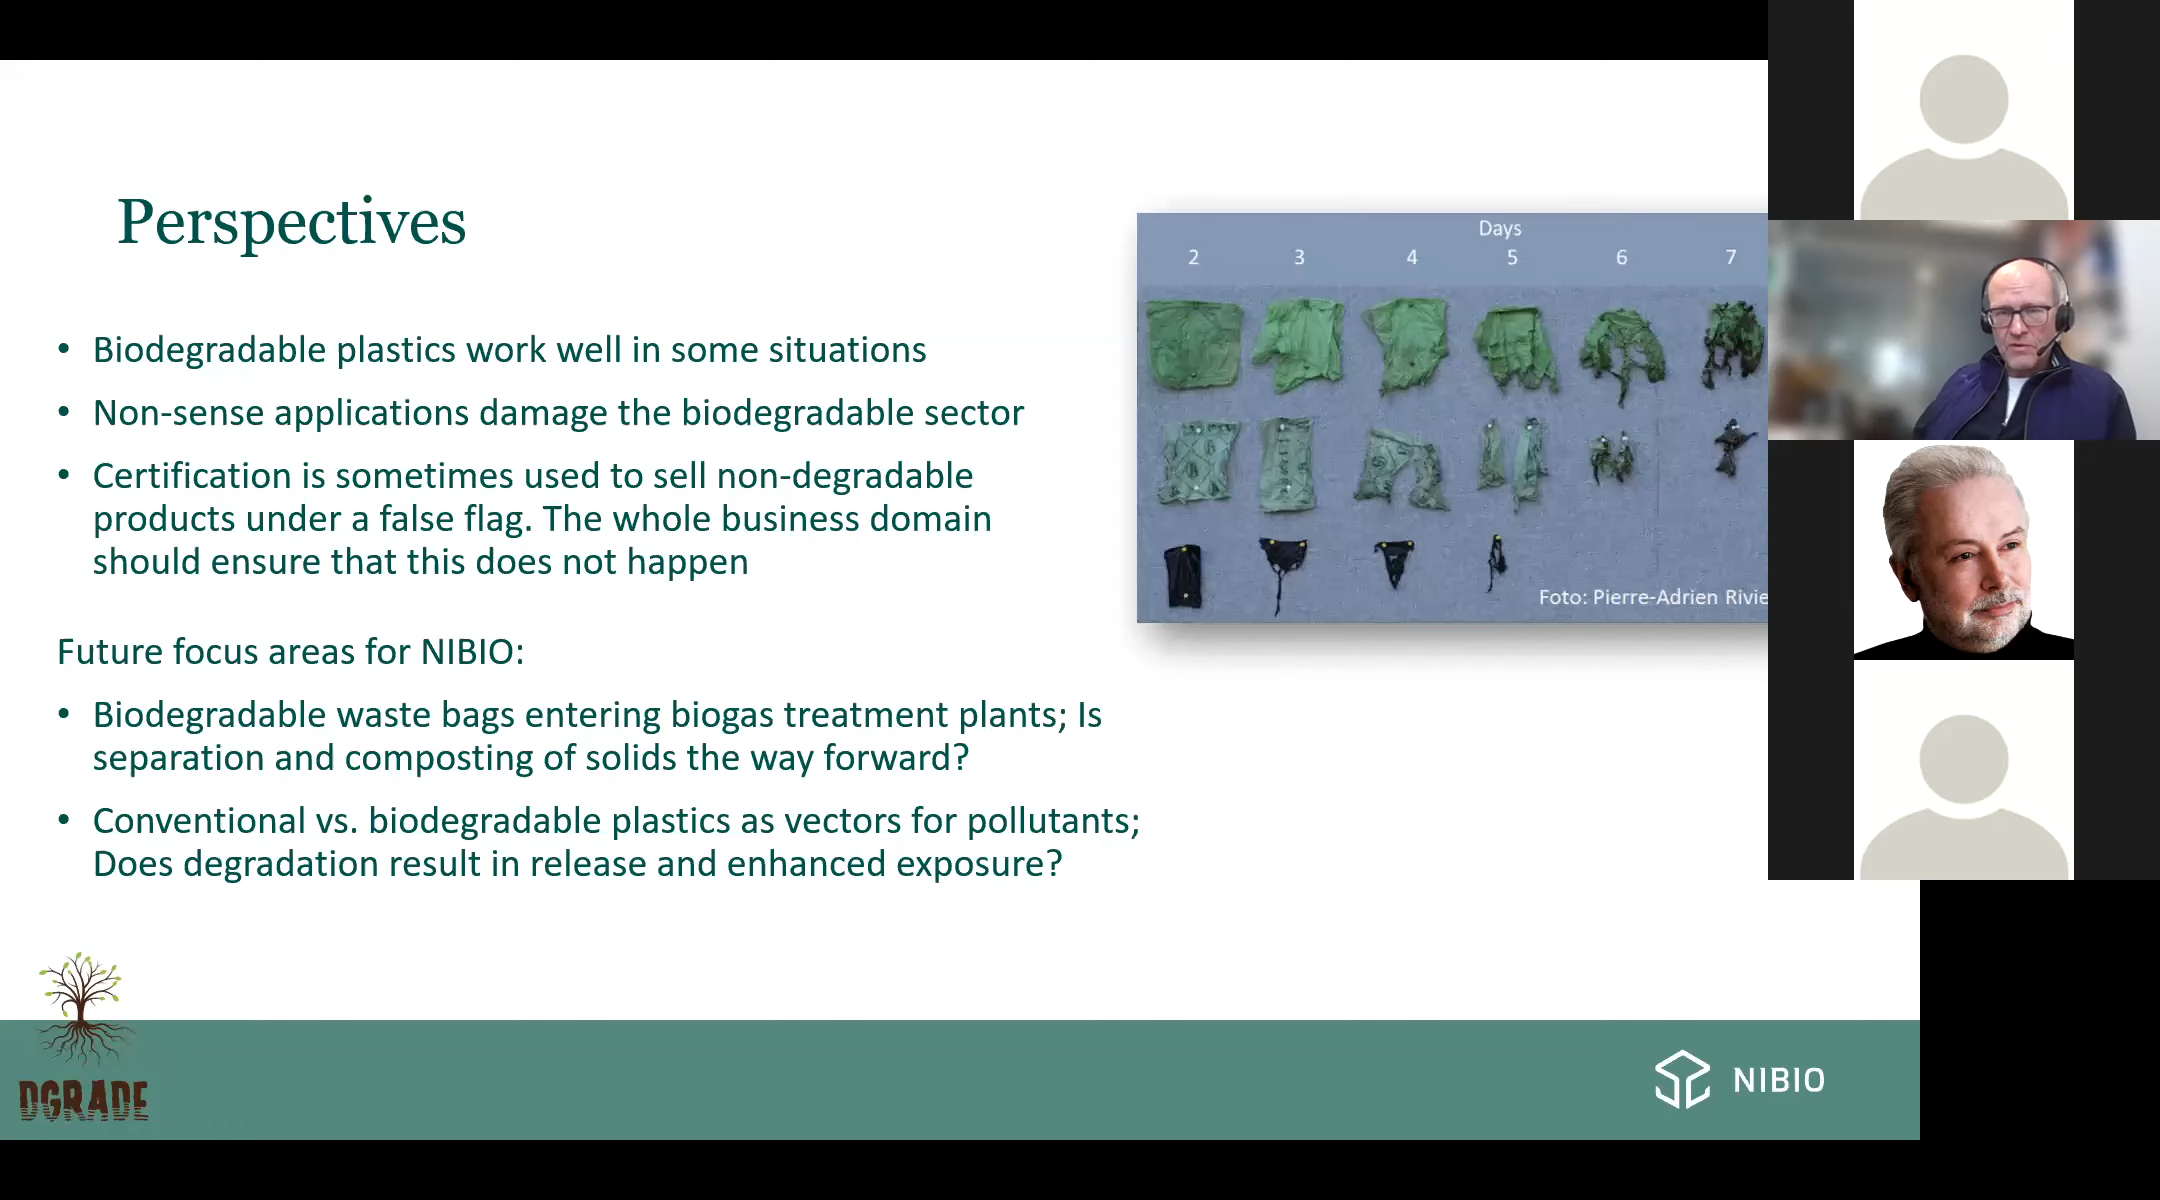 Perspectives
• Biodegradable plastics work well in some situations
• Non-sense applications damage the biodegradable sector
• Certification is sometimes used to sell non-degradable
products under a false flag. The whole business domain
should ensure that this does not happen
Future focus areas for NIBIO:
• Biodegradable waste bags entering biogas treatment plants; Is
separation and composting of solids the way forward?
• Conventional vs. biodegradable plastics as vectors for pollutants;
Does degradation result in release and enhanced exposure?
Days
2 3 4 5 6 7
Foto: Pierre-Adrien Rivie
DGRADE
NIBIO